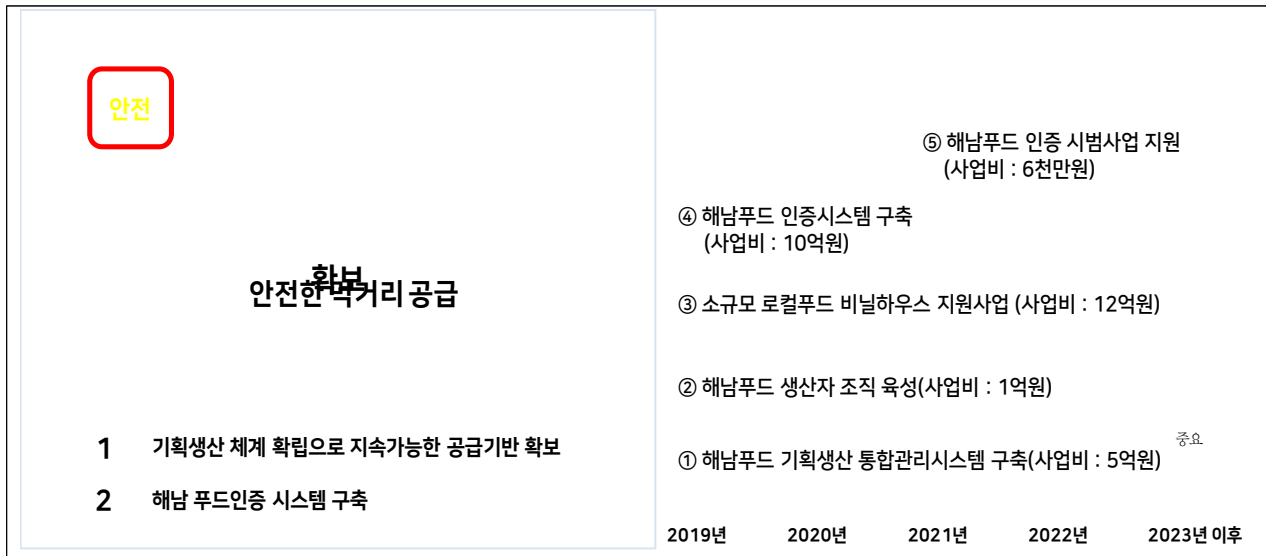 안전
안전한 먹거리 공급
확보
1 기획생산 체계 확립으로 지속가능한 공급기반 확보
2 해남 푸드인증 시스템 구축
⑤ 해남푸드 인증 시범사업 지원
(사업비 : 6천만원)
④ 해남푸드 인증시스템 구축
(사업비 : 10억원)
③ 소규모 로컬푸드 비닐하우스 지원사업 (사업비 : 12억원)
② 해남푸드 생산자 조직 육성(사업비 : 1억원)
중요
① 해남푸드 기획생산 통합관리시스템 구축(사업비 : 5억원)
2019년 2020년 2021년 2022년 2023년 이후